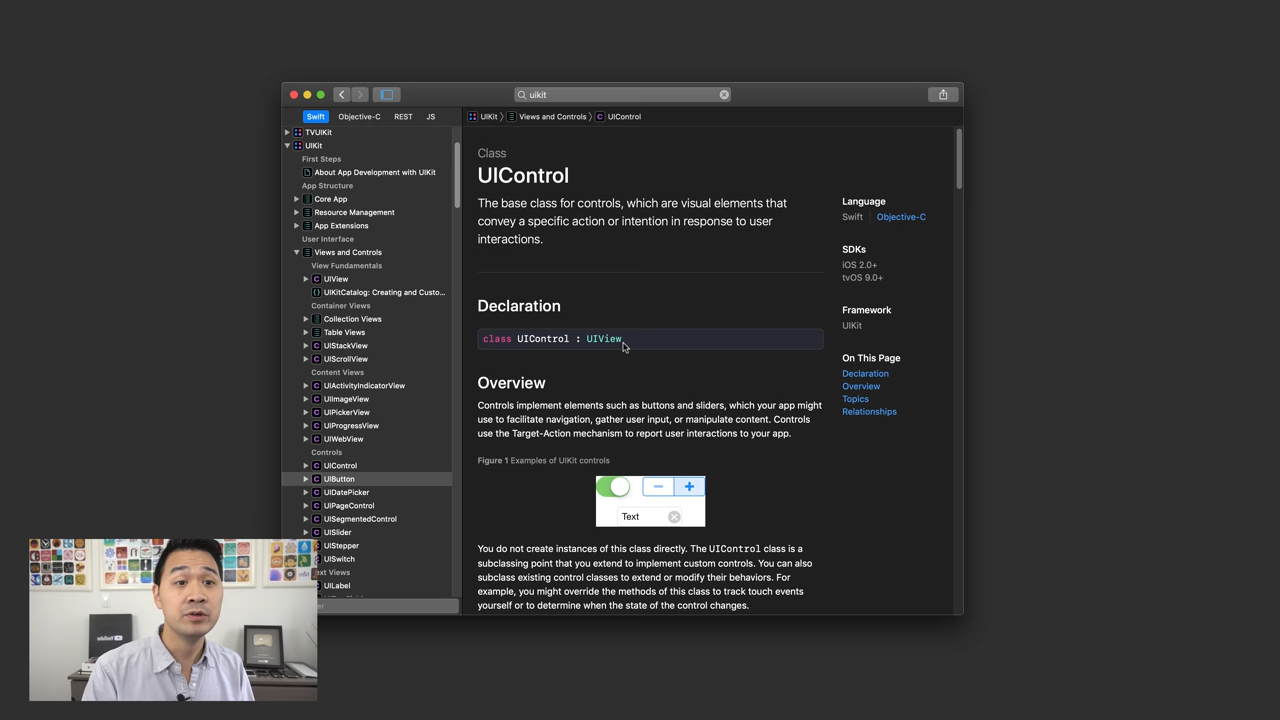 uikit
Swift
Objective-C
REST
JS
UIKit
Views and Controls
UIControl
TVUIKit
UIKit
First Steps
About App Development with UIKit
App Structure
Core App
Resource Management
App Extensions
User Interface
Views and Controls
View Fundamentals
UIView
UIKitCatalog: Creating and Custo...
Container Views
Collection Views
Table Views
UIStackView
UIScrollView
Content Views
UIActivityIndicatorView
UIImageView
UIPickerView
UIProgressView
UIWebView
Controls
UIControl
UIButton
UIDatePicker
UIPageControl
UISegmentedControl
UISlider
UIStepper
UISwitch
Views
UILabel
Class
UIControl
The base class for controls, which are visual elements that
convey a specific action or intention in response to user
interactions.
Declaration
class UIControl : UIView
Overview
Controls implement elements such as buttons and sliders, which your app might
use to facilitate navigation, gather user input, or manipulate content. Controls
use the Target-Action mechanism to report user interactions to your app.
Figure 1 Examples of UIKit controls
Text
You do not create instances of this class directly. The UIControl class is a
subclassing point that you extend to implement custom controls. You can also
subclass existing control classes to extend or modify their behaviors. For
example, you might override the methods of this class to track touch events
yourself or to determine when the state of the control changes.
Language
Swift
Objective-C
SDKs
iOS 2.0+
tvOS 9.0+
Framework
UIKit
On This Page
Declaration
Overview
Topics
Relationships
YouTube